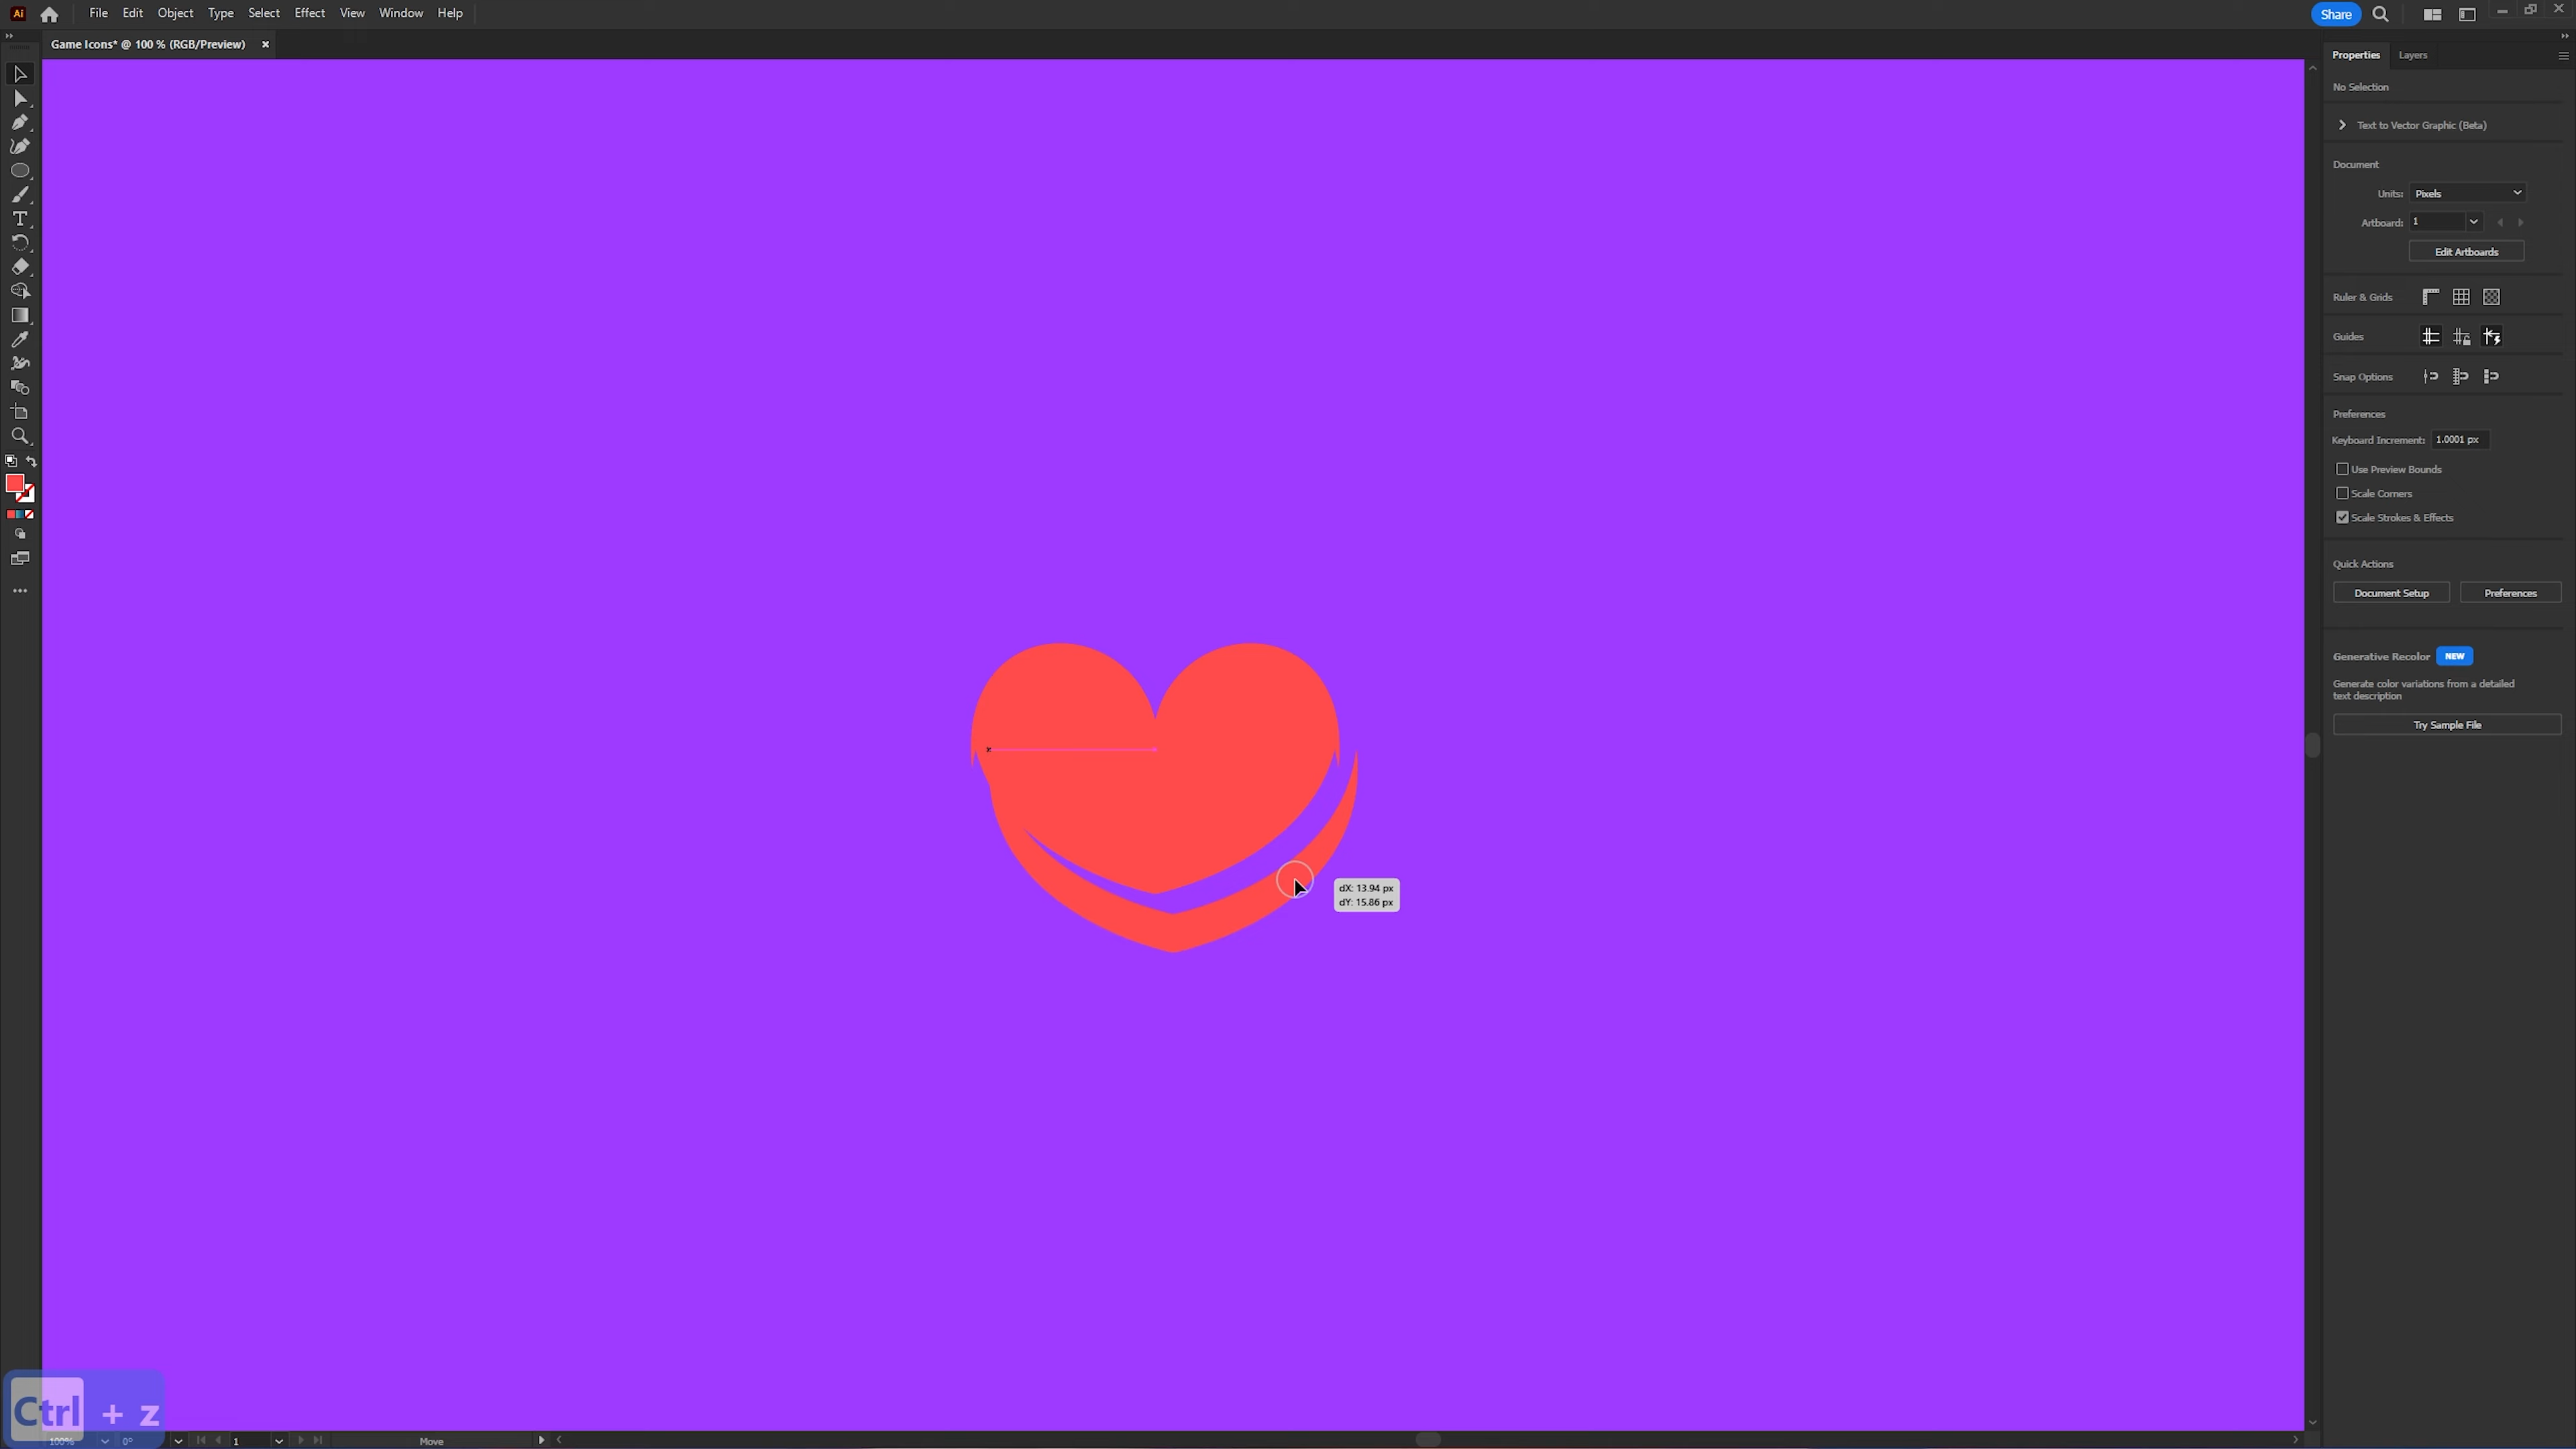 Ai File Edit Type Object Select Effect View Window Help Share
Game Icons* @ 100 % (RGB/Preview) ×
Properties Layers
No Selection
Text to Vector Graphic (Beta)
Document
Units: Pixels
Artboard: 1
Edit Artboards
Ruler & Grids
Guides
Snap Options
Preferences
Keyboard Increment: 1.0001 px
Use Preview Bounds
Scale Corners
Scale Strokes & Effects
Quick Actions
Document Setup Preferences
Generative Recolor NEW
Generate color variations from a detailed
text description
Try Sample File
dX: 13.94 px
dY: 15.86 px
Ctrl + z
100% 0° 1 Move